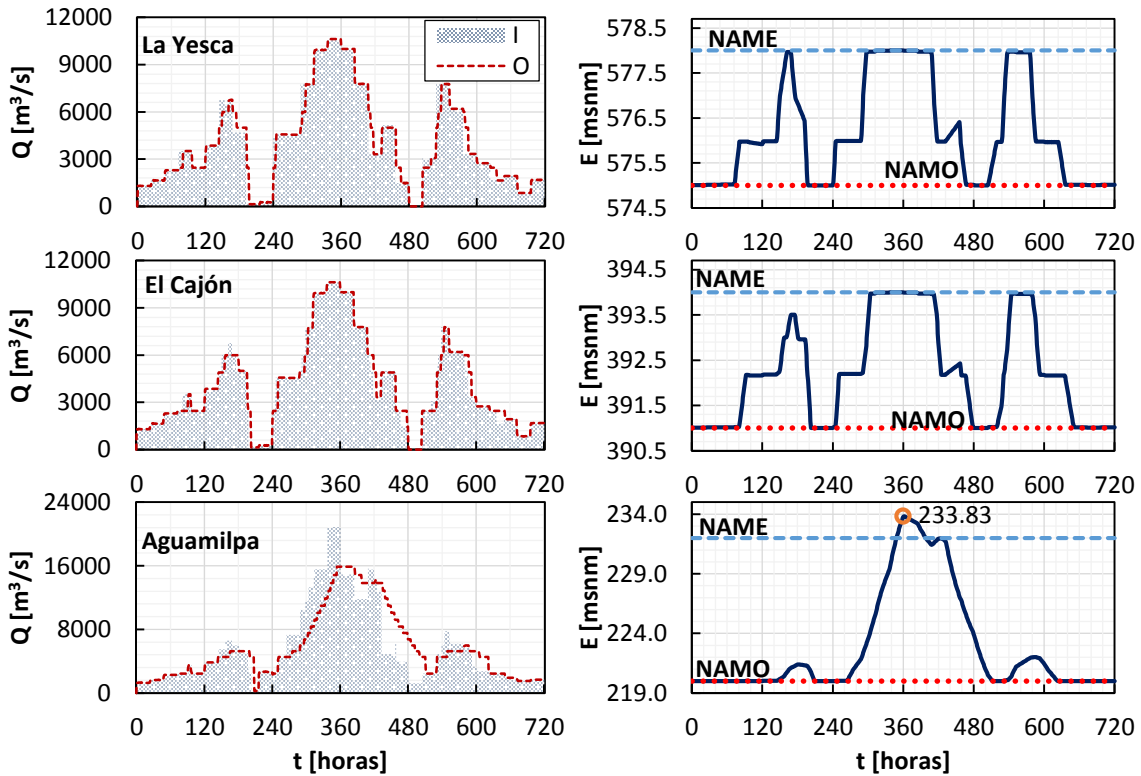 La Yesca
I
O
Q [m³/s]
12000
9000
6000
3000
0
0 120 240 360 480 600 720
NAME
NAMO
E [msnm]
578.5
577.5
576.5
575.5
574.5
0 120 240 360 480 600 720
El Cajón
Q [m³/s]
12000
9000
6000
3000
0
0 120 240 360 480 600 720
NAME
NAMO
E [msnm]
394.5
393.5
392.5
391.5
390.5
0 120 240 360 480 600 720
Aguamilpa
Q [m³/s]
24000
16000
8000
0
0 120 240 360 480 600 720
t [horas]
NAME
233.83
NAMO
E [msnm]
234.0
229.0
224.0
219.0
0 120 240 360 480 600 720
t [horas]